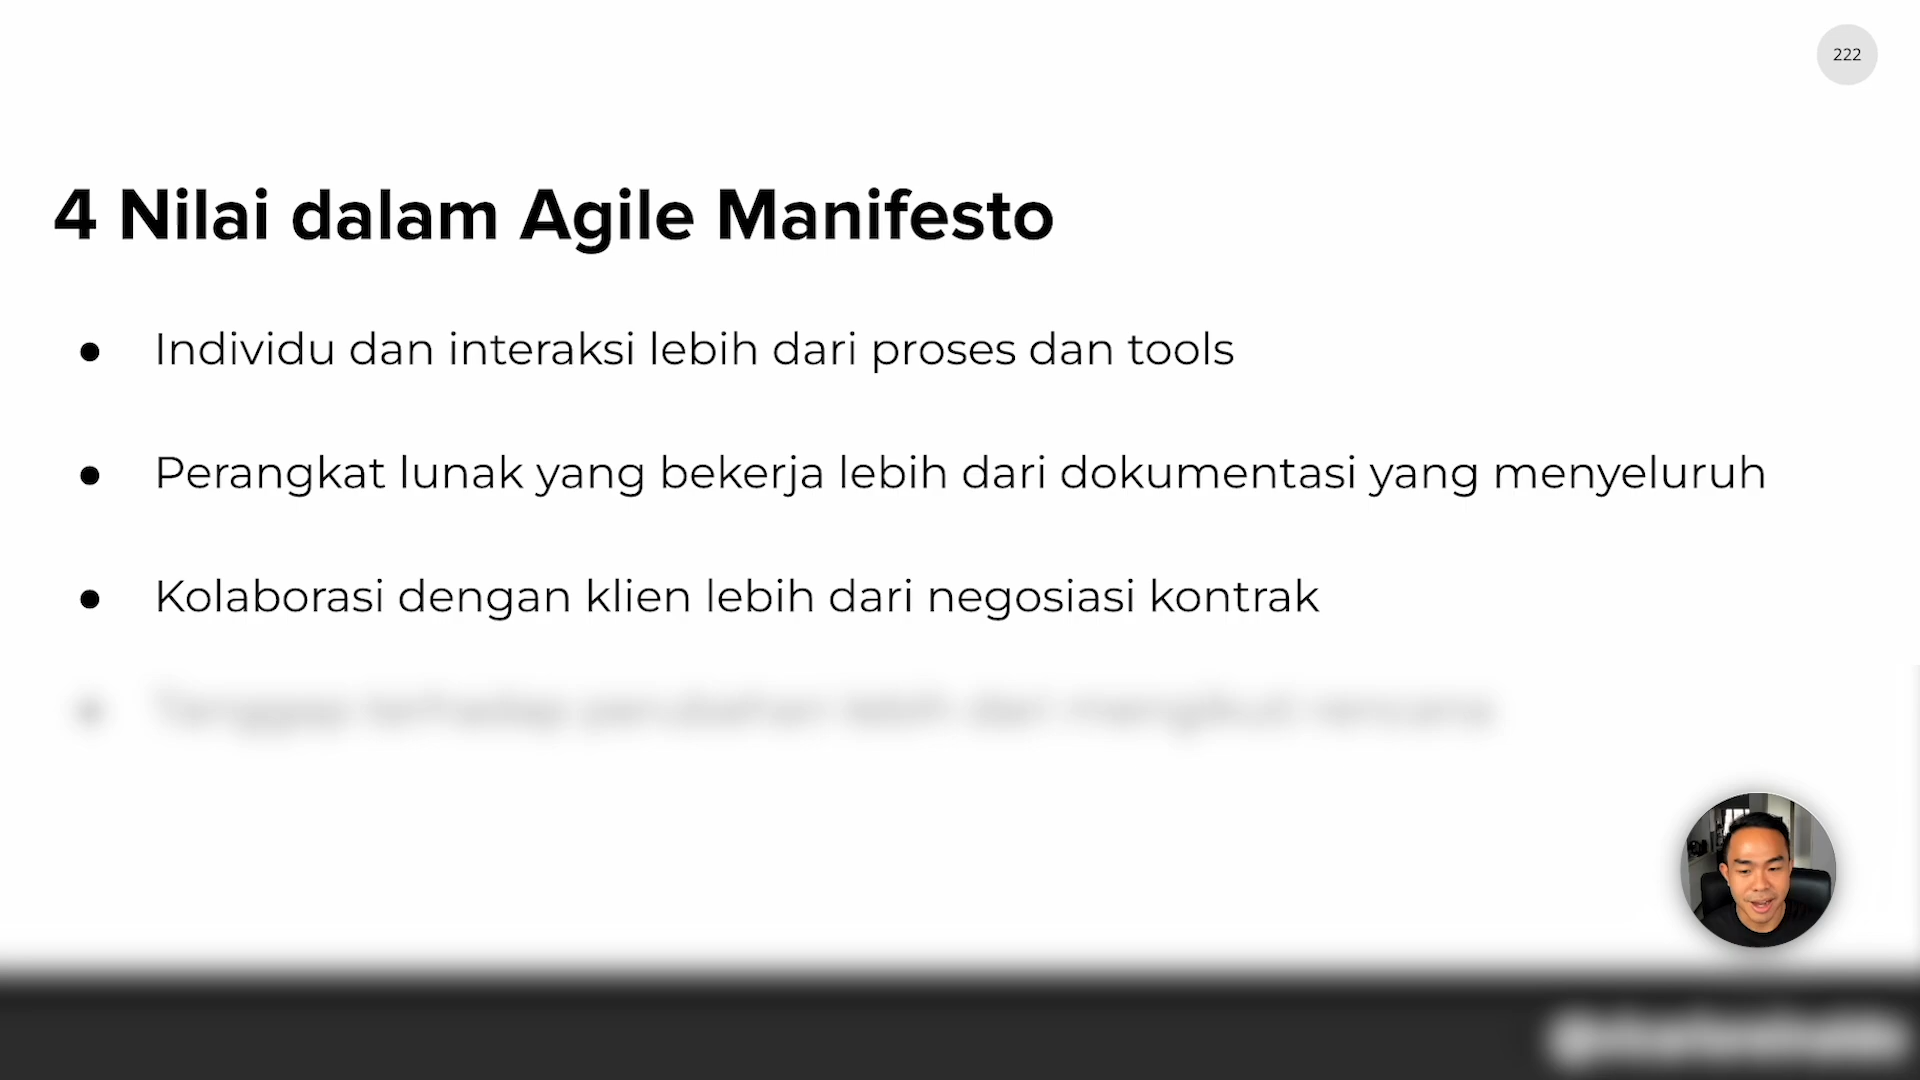 222
4 Nilai dalam Agile Manifesto
● Individu dan interaksi lebih dari proses dan tools
● Perangkat lunak yang bekerja lebih dari dokumentasi yang menyeluruh
● Kolaborasi dengan klien lebih dari negosiasi kontrak